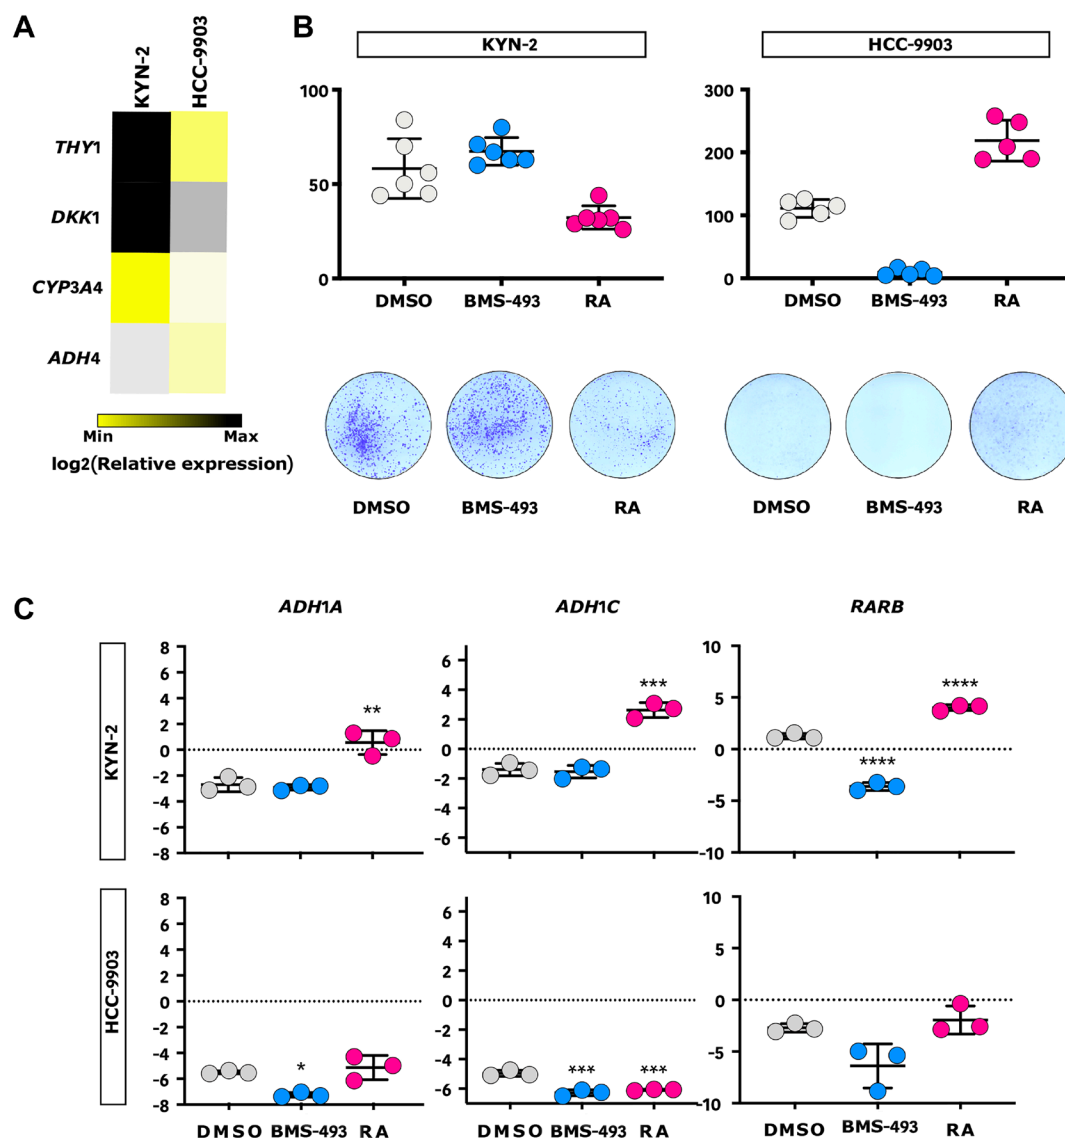 A
KYN-2
HCC-9903
THY1
DKK1
CYP3A4
ADH4
Min
Max
log2(Relative expression)
B
KYN-2
HCC-9903
100
50
0
DMSO
BMS-493
RA
300
200
100
0
DMSO
BMS-493
RA
DMSO
BMS-493
RA
DMSO
BMS-493
RA
C
ADH1A
ADH1C
RARB
KYN-2
8
6
4
2
0
-2
-4
-6
-8
**
6
4
2
0
-2
-4
-6
***
10
5
0
-5
-10
****
****
HCC-9903
8
6
4
2
0
-2
-4
-6
-8
*
DMSO
BMS-493
RA
6
4
2
0
-2
-4
-6
***
***
DMSO
BMS-493
RA
10
5
0
-5
-10
DMSO
BMS-493
RA